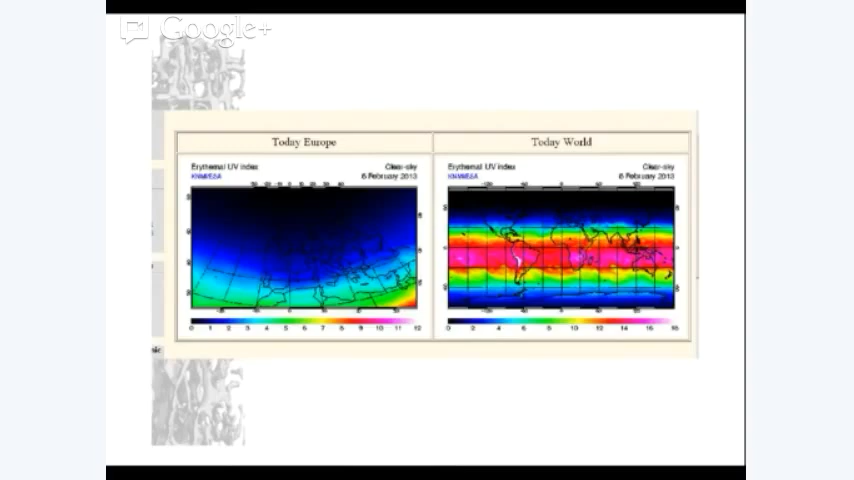 Google+
Today Europe
Today World
Erythemal UV index
Clear-sky
KNMI/ESA
6 February 2013
Erythemal UV index
Clear-sky
KNMI/ESA
6 February 2013
0 1 2 3 4 5 6 7 8 9 10 11 12
0 2 4 6 8 10 12 14 16 18